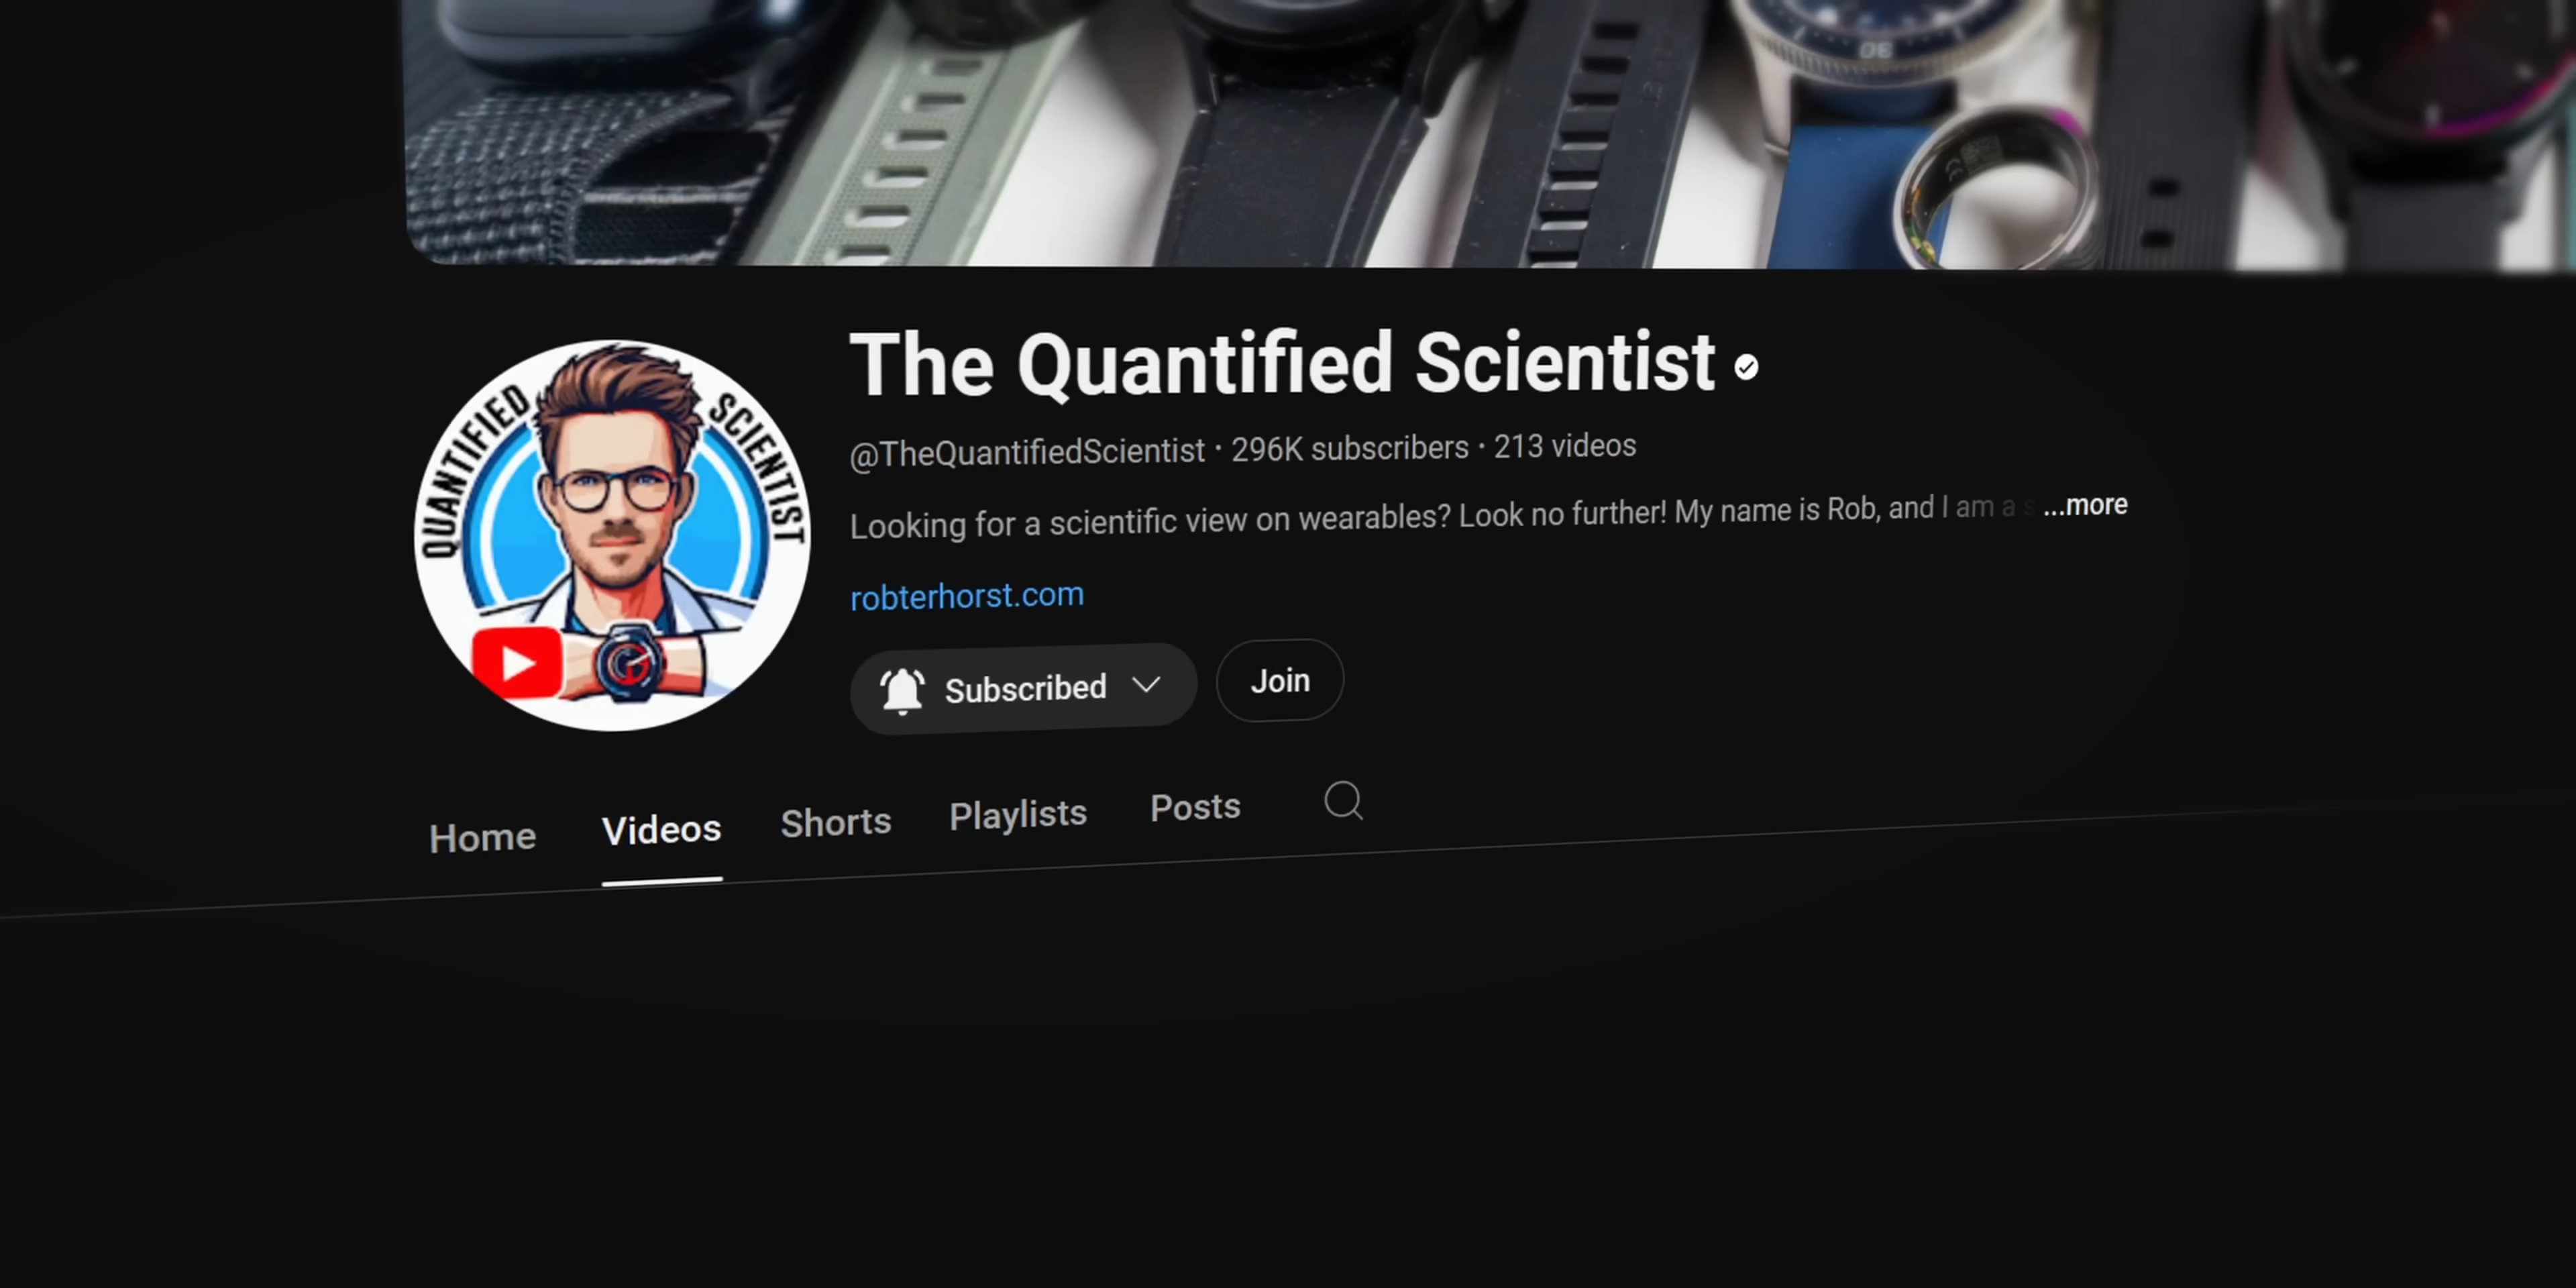 The Quantified Scientist
QUANTIFIED SCIENTIST
@TheQuantifiedScientist · 296K subscribers · 213 videos
Looking for a scientific view on wearables? Look no further! My name is Rob, and I am a s ...more
robterhorst.com
Subscribed Join
Home Videos Shorts Playlists Posts